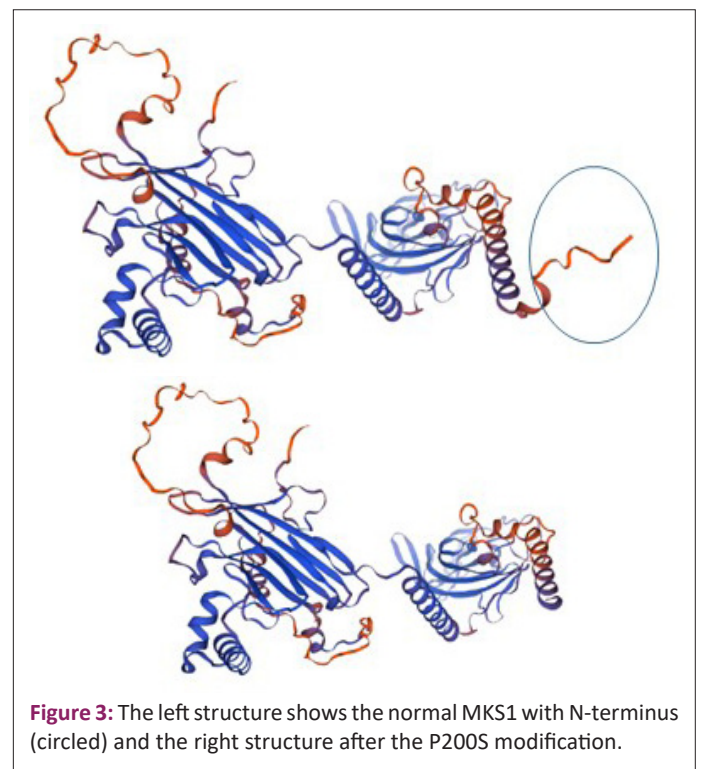 Figure 3: The left structure shows the normal MKS1 with N-terminus
(circled) and the right structure after the P200S modification.